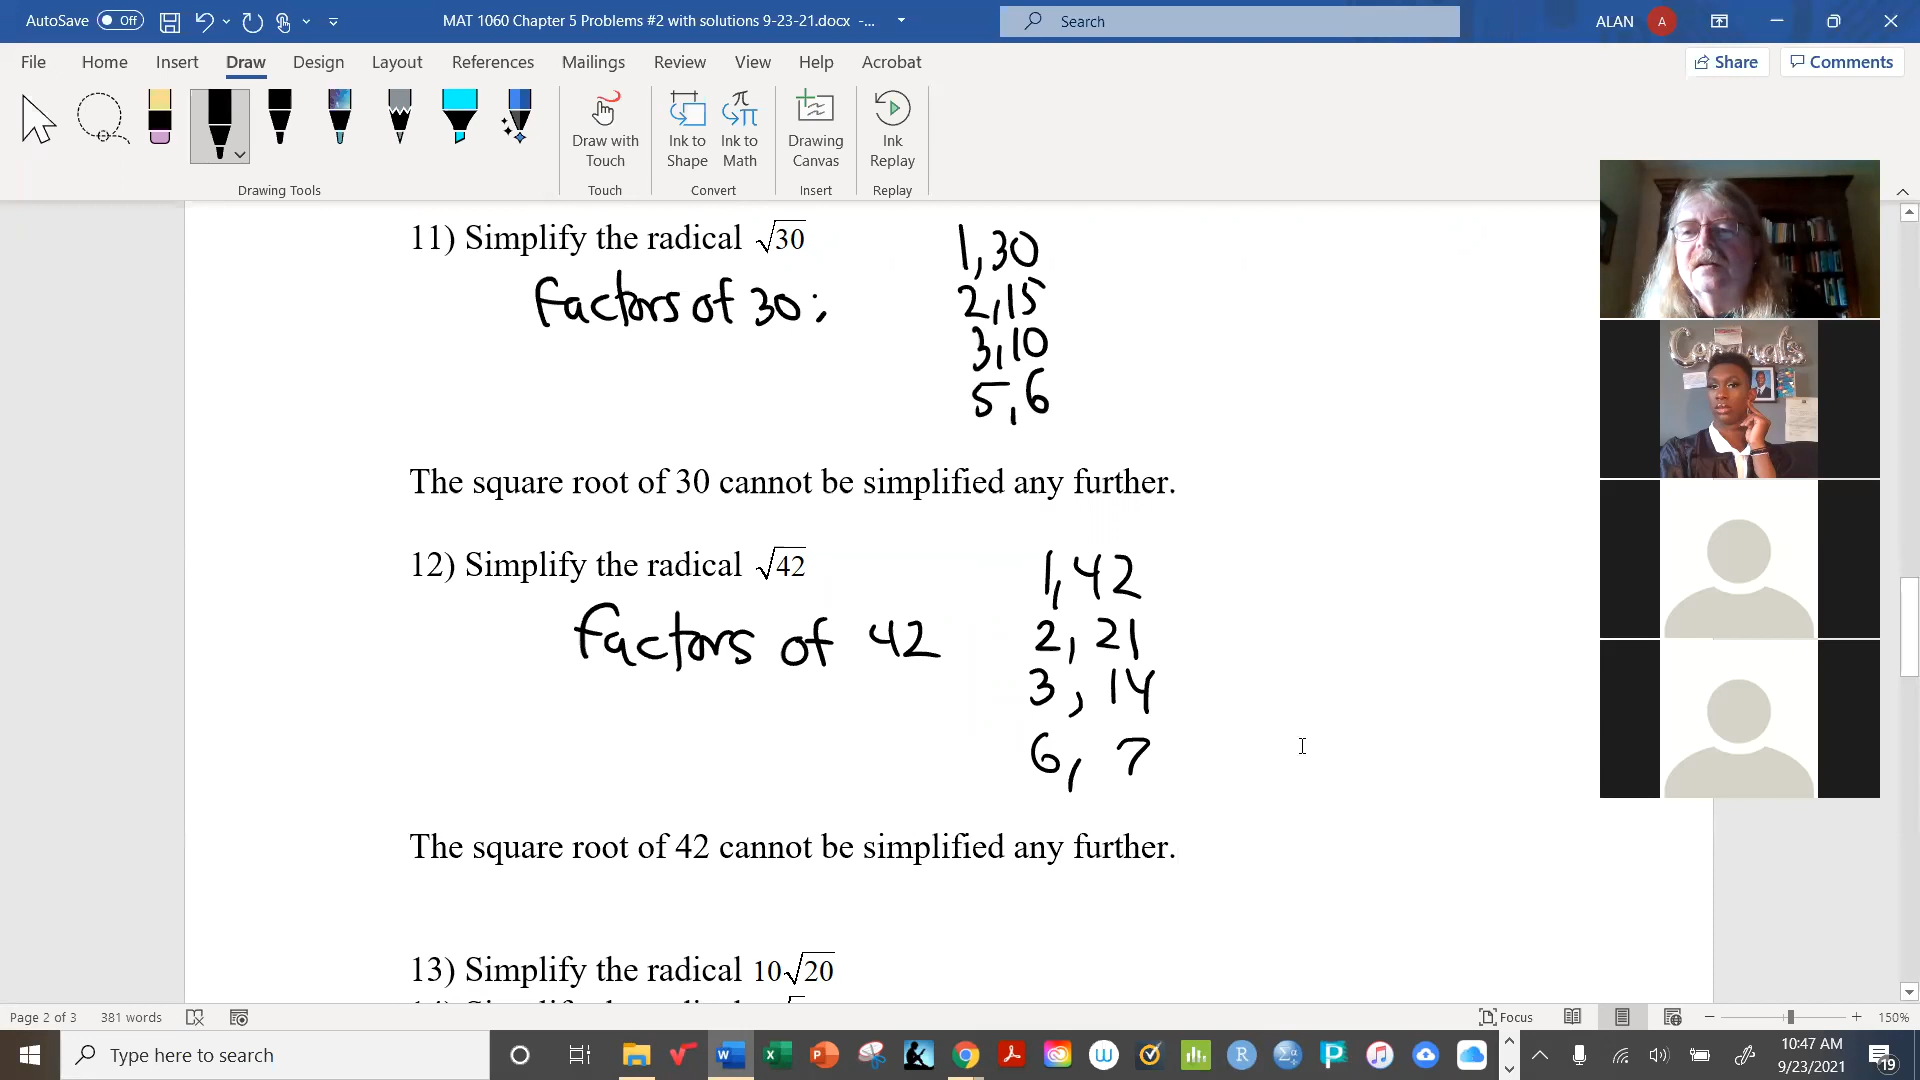 AutoSave Off MAT 1060 Chapter 5 Problems #2 with solutions 9-23-21.docx -... Search ALAN A
File Home Insert Draw Design Layout References Mailings Review View Help Acrobat Share Comments
Draw with Touch
Ink to Shape
Ink to Math
Drawing Canvas
Ink Replay
Drawing Tools Touch Convert Insert Replay
11) Simplify the radical √30
1,30
factors of 30:
2,15
3,10
5,6
The square root of 30 cannot be simplified any further.
12) Simplify the radical √42
1,42
factors of 42
2, 21
3, 14
6, 7
The square root of 42 cannot be simplified any further.
13) Simplify the radical 10√20
Page 2 of 3 381 words Focus 150%
Type here to search
10:47 AM
9/23/2021
19